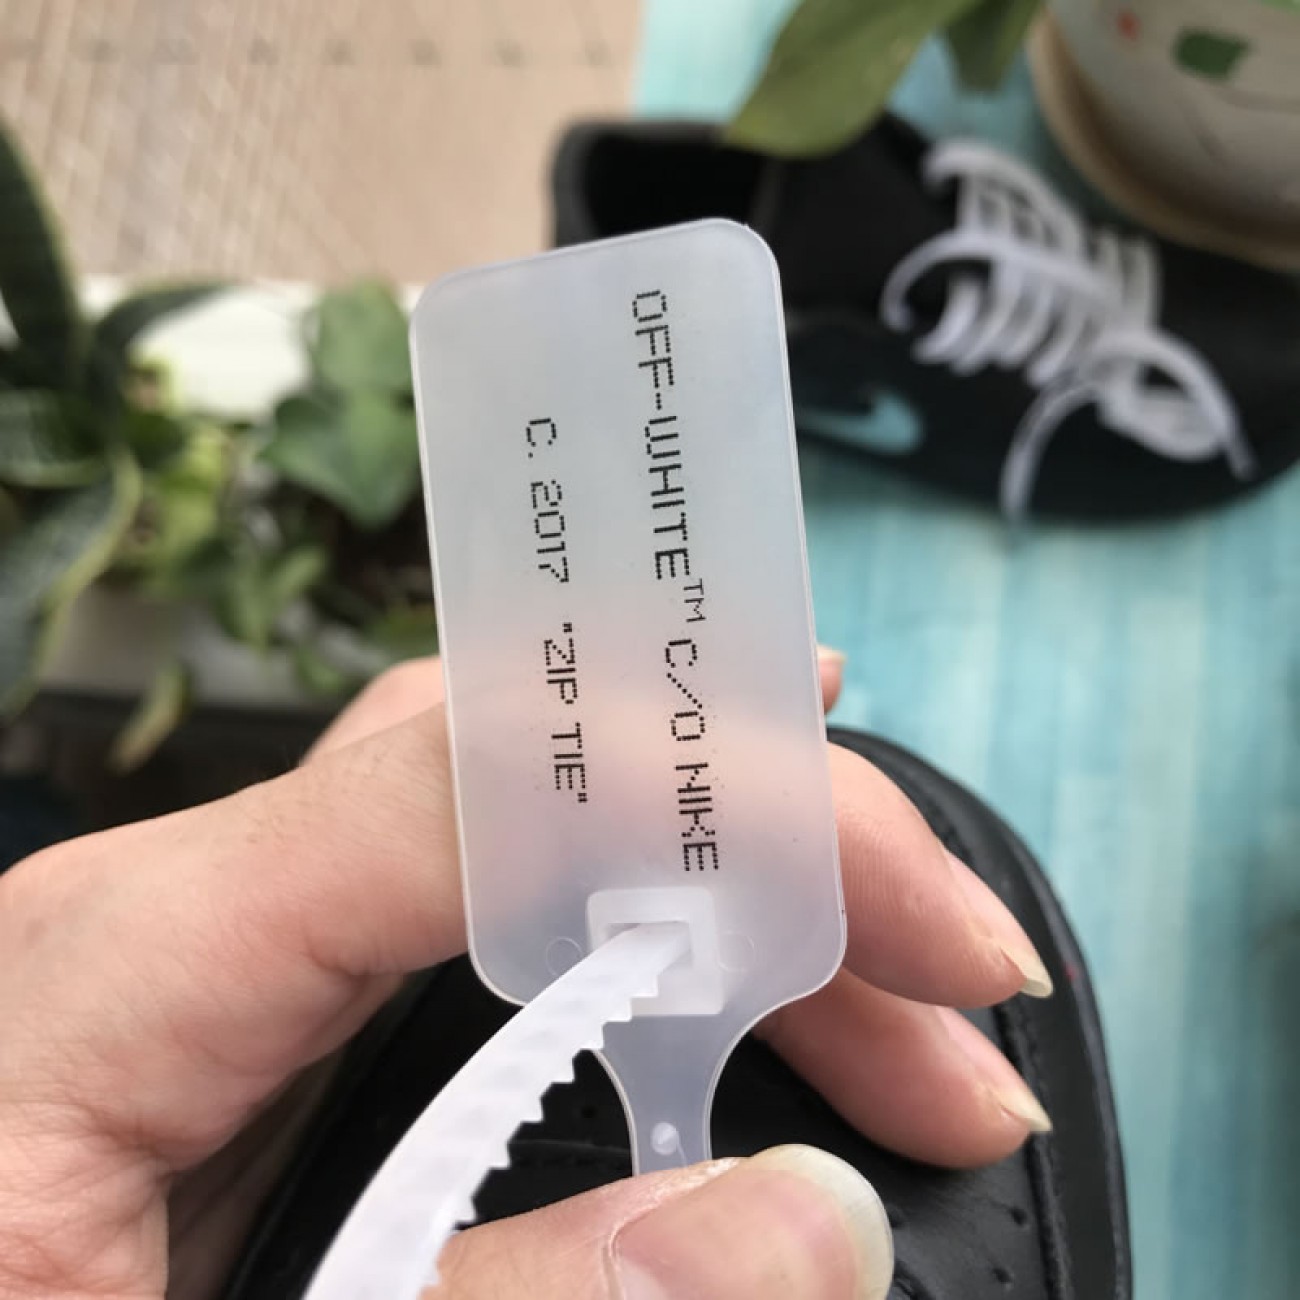 OFF-WHITE™ C/O NIKE
C. 2017 "ZIP TIE"